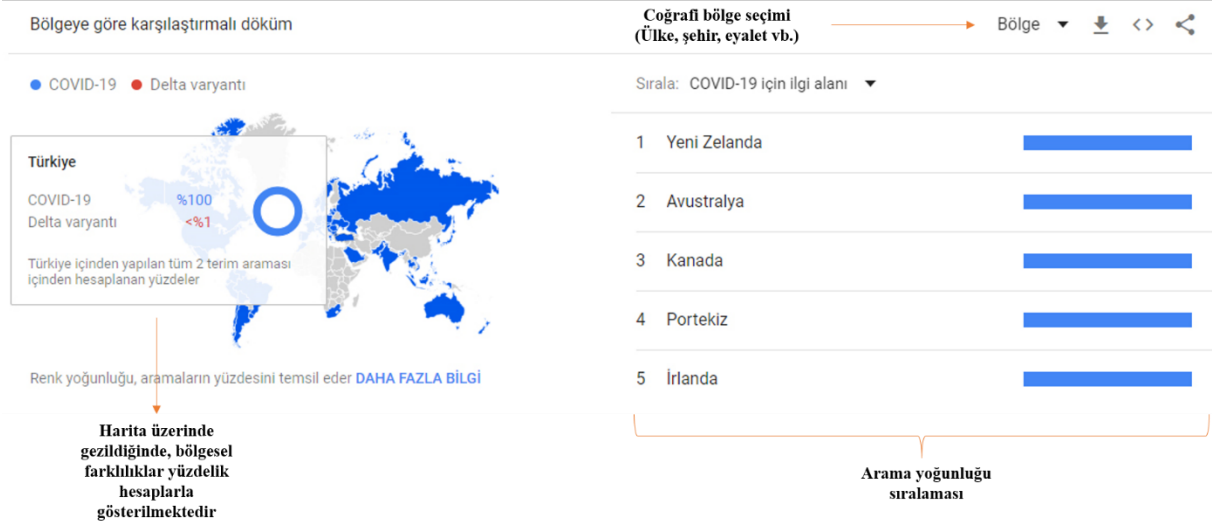 Bölgeye göre karşılaştırmalı döküm
COVID-19 Delta varyantı
Türkiye
COVID-19 %100
Delta varyantı <%1
Türkiye içinden yapılan tüm 2 terim araması
içinden hesaplanan yüzdeler
Renk yoğunluğu, aramaların yüzdesini temsil eder DAHA FAZLA BİLGİ
Harita üzerinde
gezildiğinde, bölgesel
farklılıklar yüzdelik
hesaplarla
gösterilmektedir
Coğrafi bölge seçimi
(Ülke, şehir, eyalet vb.)
Bölge
Sırala: COVID-19 için ilgi alanı
1 Yeni Zelanda
2 Avustralya
3 Kanada
4 Portekiz
5 İrlanda
Arama yoğunluğu
sıralaması